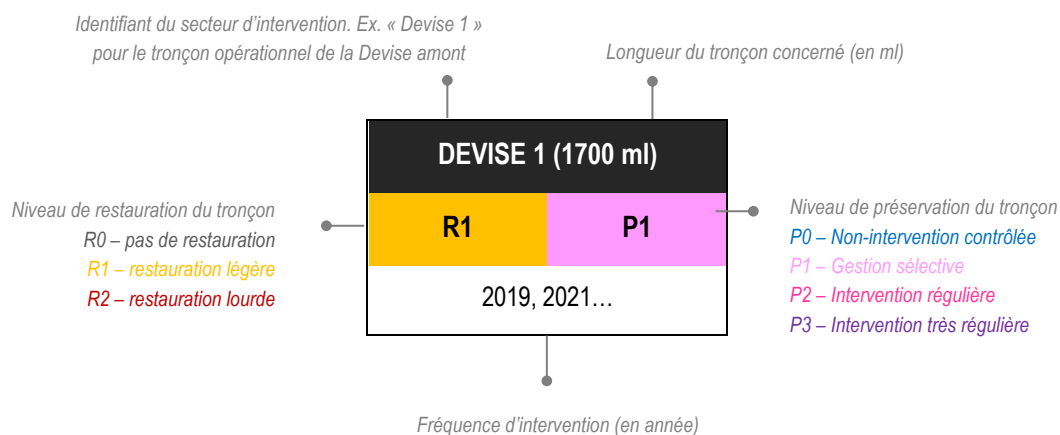 Identifiant du secteur d’intervention. Ex. « Devise 1 »
pour le tronçon opérationnel de la Devise amont
Longueur du tronçon concerné (en ml)
DEVISE 1 (1700 ml)
Niveau de restauration du tronçon
R0 – pas de restauration
R1 – restauration légère
R2 – restauration lourde
R1
P1
2019, 2021…
Niveau de préservation du tronçon
P0 – Non-intervention contrôlée
P1 – Gestion sélective
P2 – Intervention régulière
P3 – Intervention très régulière
Fréquence d’intervention (en année)